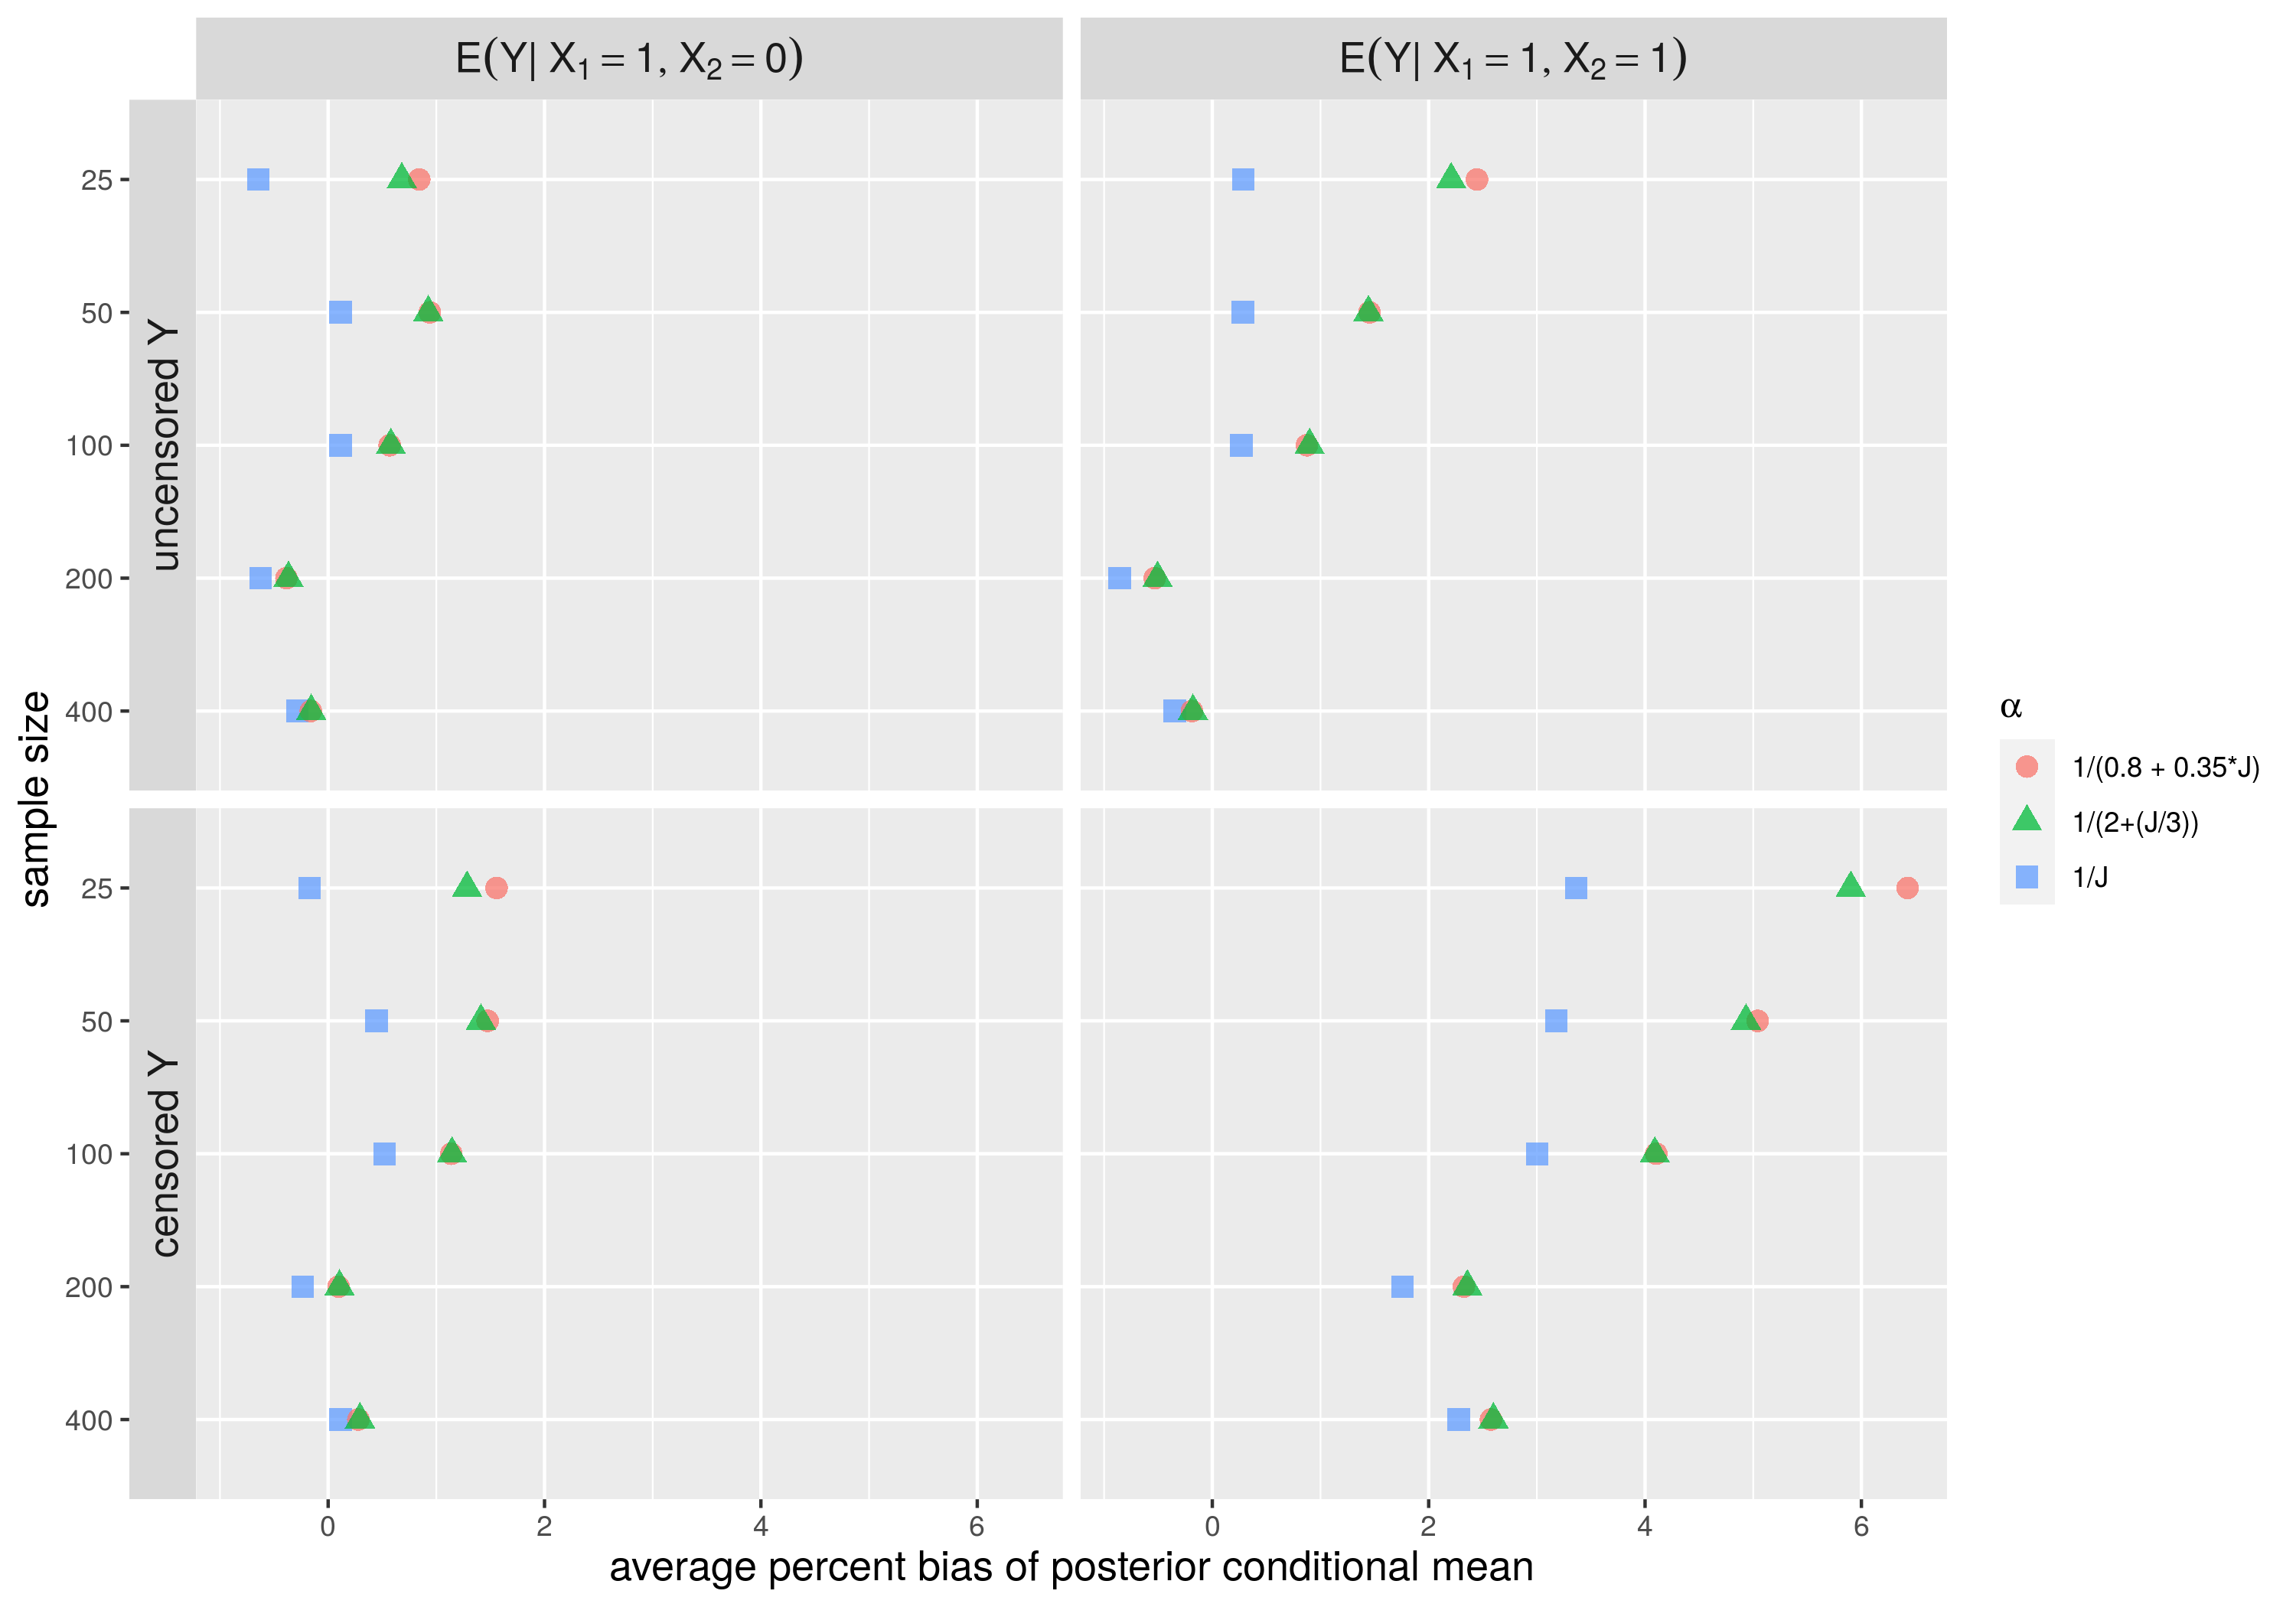 E(Y| X₁ = 1, X₂ = 0)
E(Y| X₁ = 1, X₂ = 1)
sample size
uncensored Y
25
50
100
200
400
censored Y
25
50
100
200
400
0 2 4 6
0 2 4 6
average percent bias of posterior conditional mean
α
1/(0.8 + 0.35*J)
1/(2+(J/3))
1/J